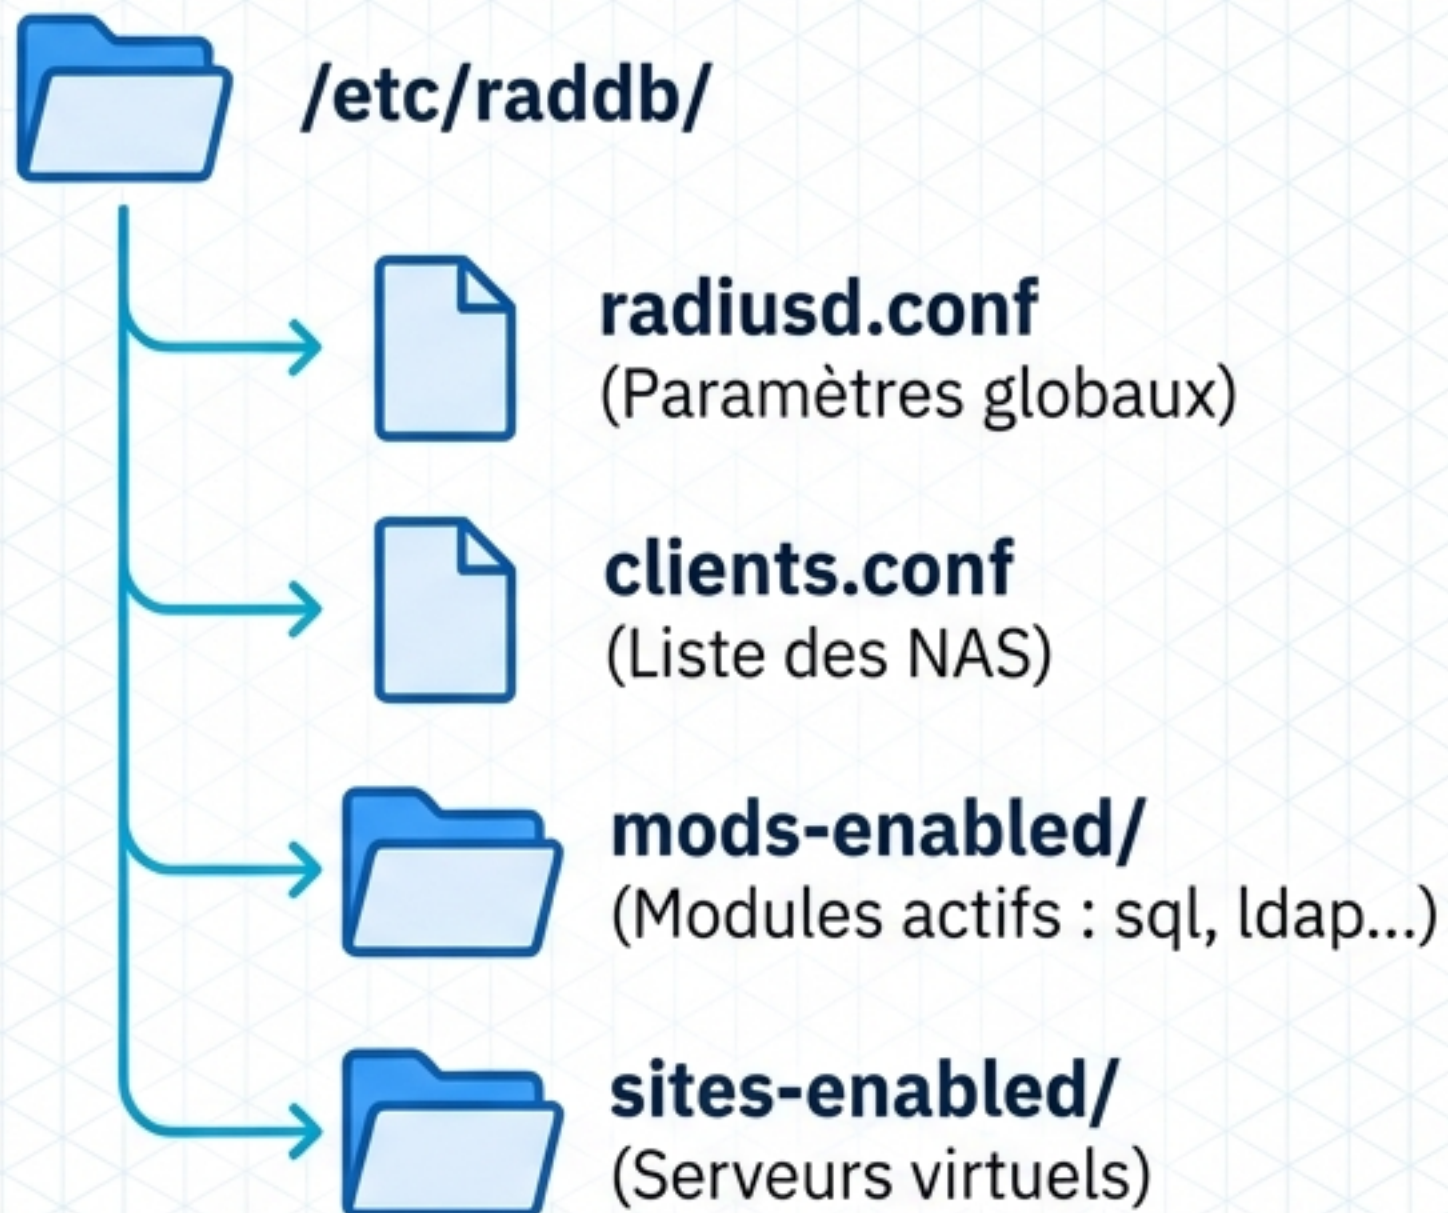 /etc/raddb/
radiusd.conf
(Paramètres globaux)
clients.conf
(Liste des NAS)
mods-enabled/
(Modules actifs : sql, ldap...)
sites-enabled/
(Serveurs virtuels)